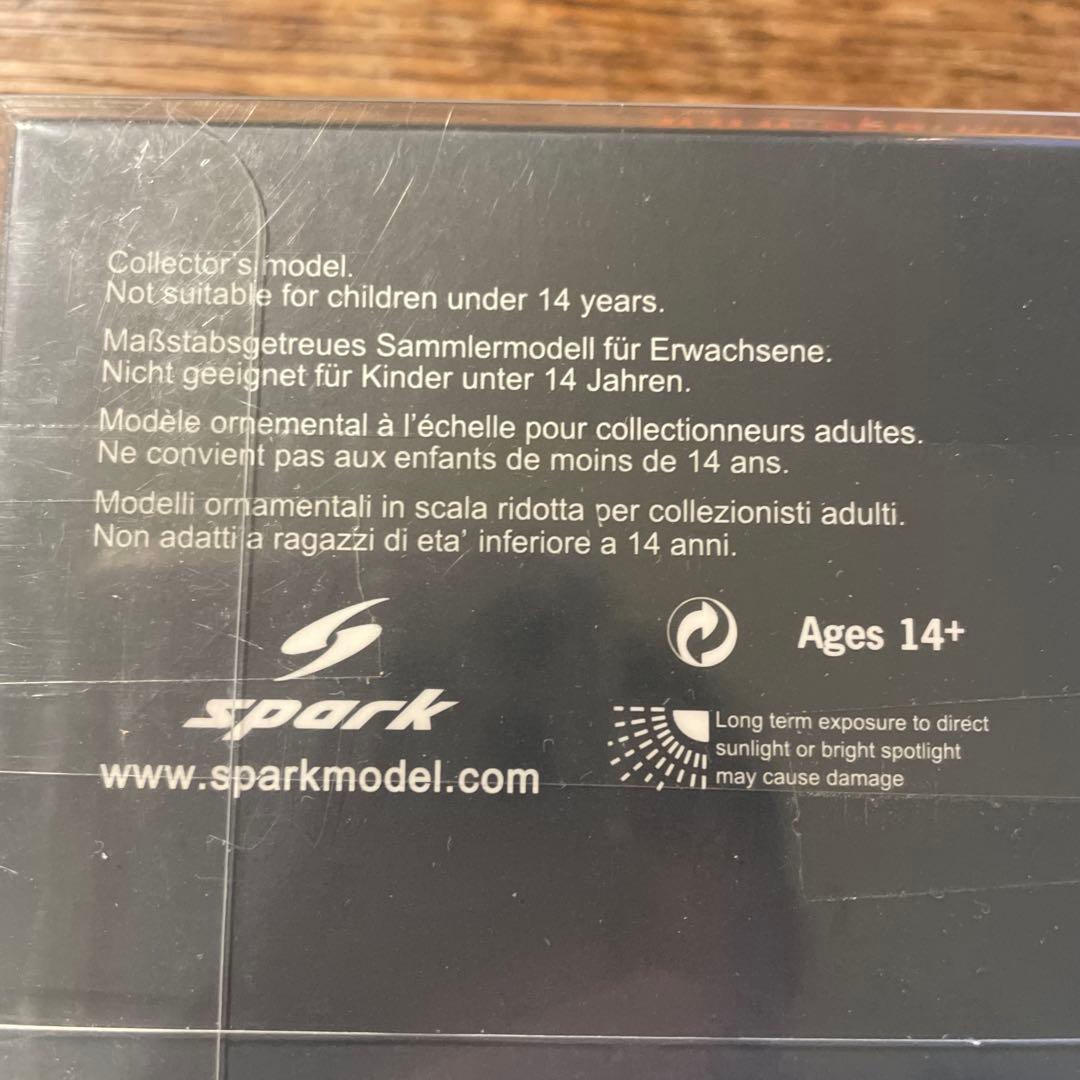 Collector's model.
Not suitable for children under 14 years.
Maßstabsgetreues Sammlermodell für Erwachsene.
Nicht geeignet für Kinder unter 14 Jahren.
Modèle ornemental à l'échelle pour collectionneurs adultes.
Ne convient pas aux enfants de moins de 14 ans.
Modelli ornamentali in scala ridotta per collezionisti adulti.
Non adatti a ragazzi di eta' inferiore a 14 anni.
spark
www.sparkmodel.com
Ages 14+
Long term exposure to direct
sunlight or bright spotlight
may cause damage